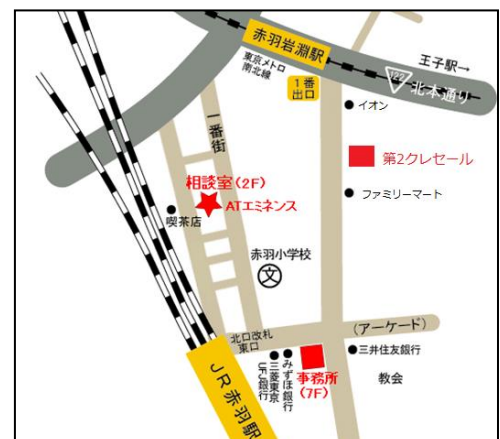 赤羽岩淵駅
東京メトロ
南北線
1番
出口
王子駅→
122
北本通り
イオン
一番街
第2クレセール
相談室(2F)
ATエミネンス
喫茶店
ファミリーマート
赤羽小学校
文
北口改札
東口
(アーケード)
JR赤羽駅
三菱東京
UFJ銀行
みずほ銀行
事務所
(7F)
三井住友銀行
教会